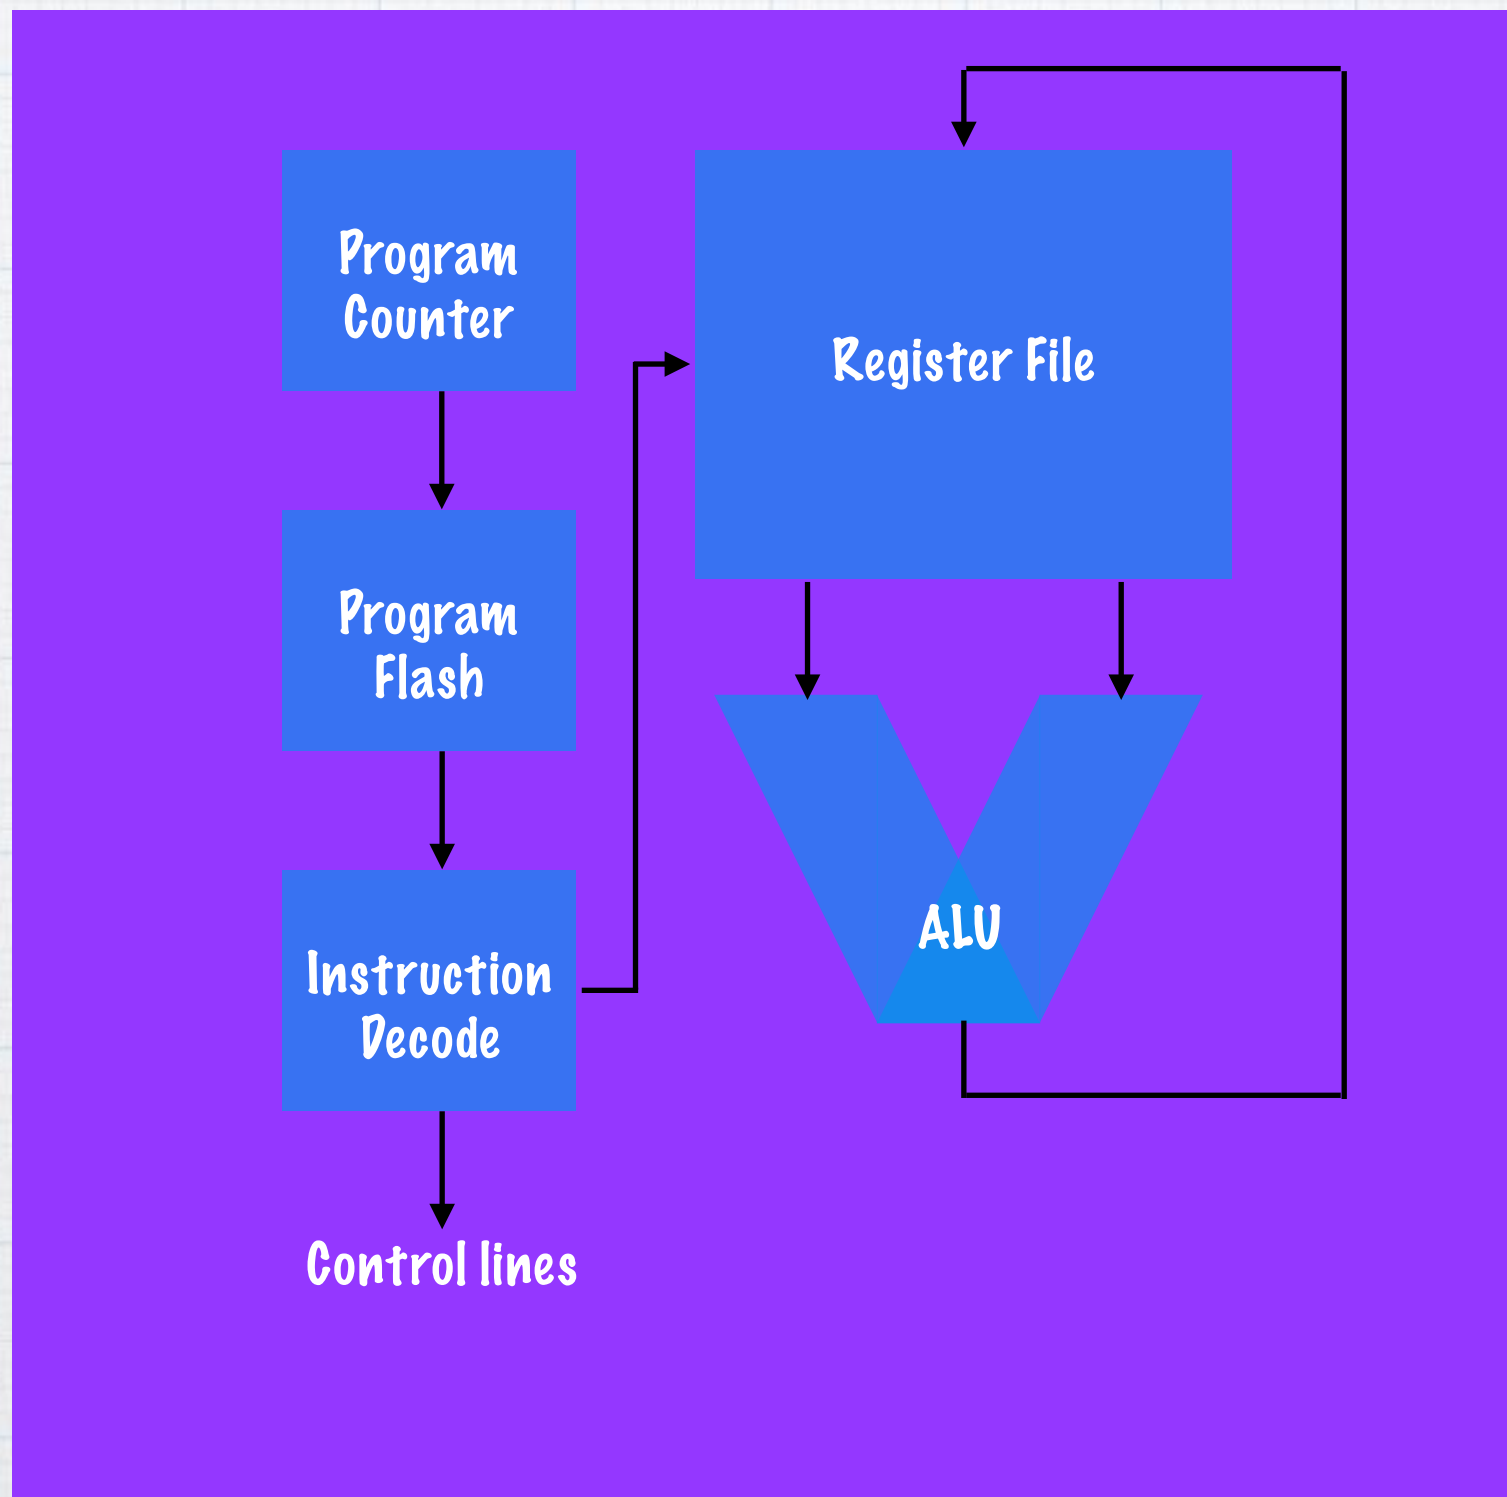 Program
Counter
Program
Flash
Instruction
Decode
Control lines
Register File
ALU